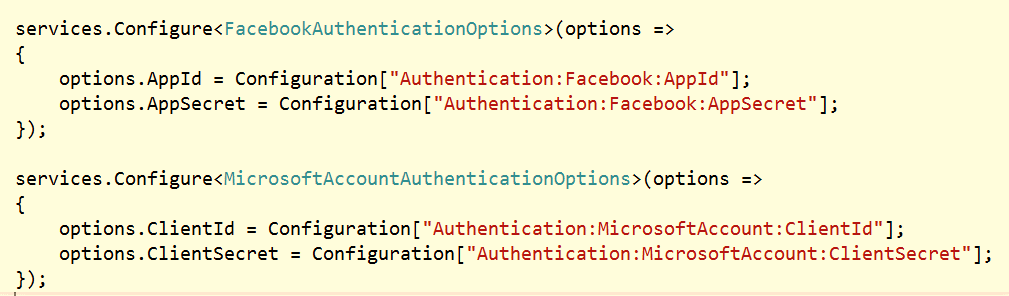 services.Configure<FacebookAuthenticationOptions>(options =>
{
    options.AppId = Configuration["Authentication:Facebook:AppId"];
    options.AppSecret = Configuration["Authentication:Facebook:AppSecret"];
});

services.Configure<MicrosoftAccountAuthenticationOptions>(options =>
{
    options.ClientId = Configuration["Authentication:MicrosoftAccount:ClientId"];
    options.ClientSecret = Configuration["Authentication:MicrosoftAccount:ClientSecret"];
});